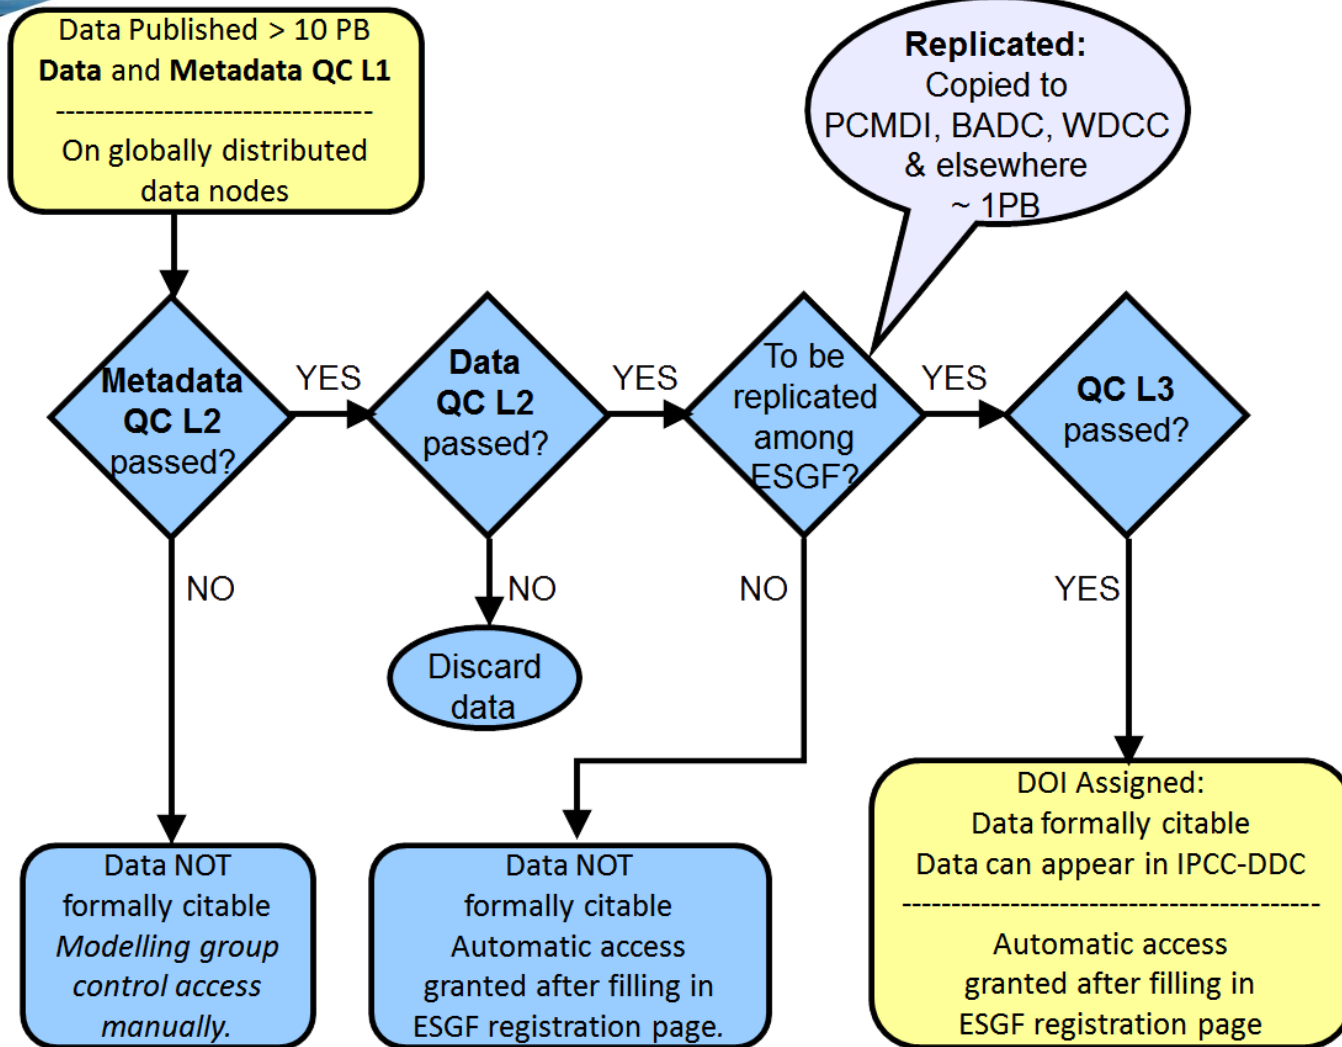 Data Published > 10 PB
Data and Metadata QC L1
--------------------------------
On globally distributed
data nodes
Replicated:
Copied to
PCMDI, BADC, WDCC
& elsewhere
~ 1PB
Metadata
QC L2
passed?
YES
Data
QC L2
passed?
YES
To be
replicated
among
ESGF?
YES
QC L3
passed?
NO
NO
NO
YES
Discard
data
Data NOT
formally citable
Modelling group
control access
manually.
Data NOT
formally citable
Automatic access
granted after filling in
ESGF registration page.
DOI Assigned:
Data formally citable
Data can appear in IPCC-DDC
------------------------------------------
Automatic access
granted after filling in
ESGF registration page